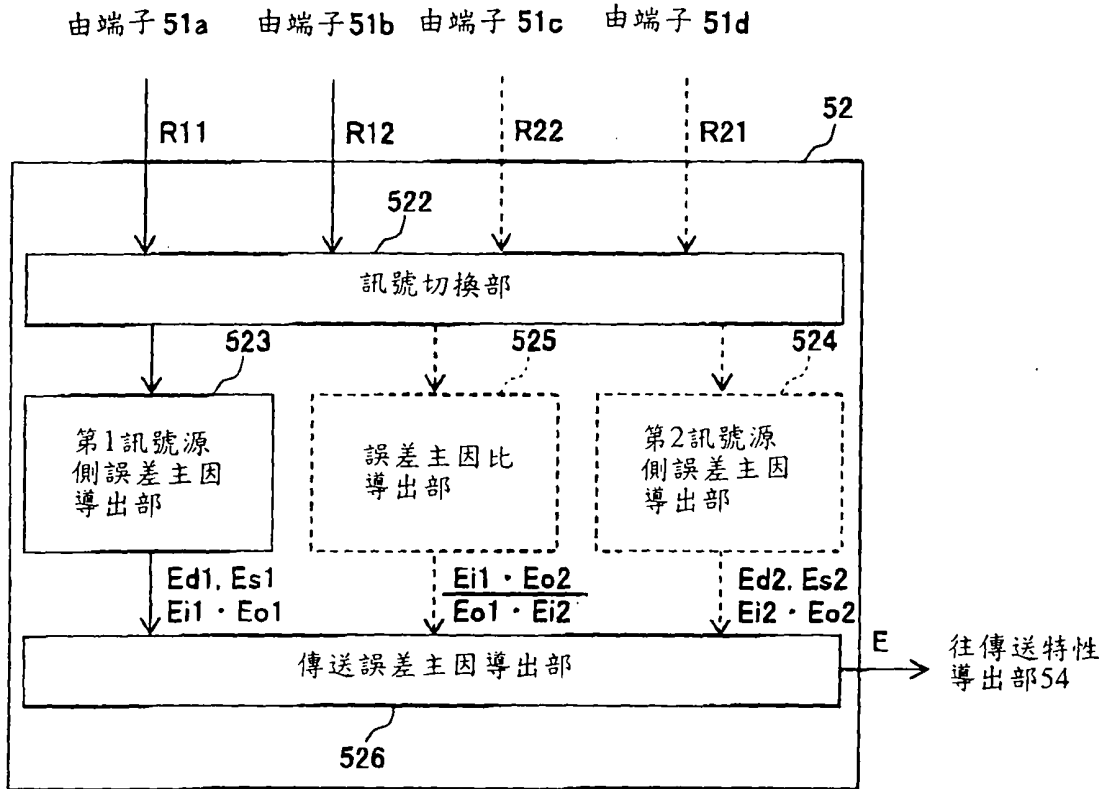 由端子51a
由端子51b
由端子51c
由端子51d
R11
R12
R22
R21
52
522
訊號切換部
523
525
524
第1訊號源
側誤差主因
導出部
誤差主因比
導出部
第2訊號源
側誤差主因
導出部
Ed1. Es1
Ei1・Eo1
Ei1・Eo2
Eo1・Ei2
Ed2. Es2
Ei2・Eo2
傳送誤差主因導出部
E
往傳送特性
導出部54
526